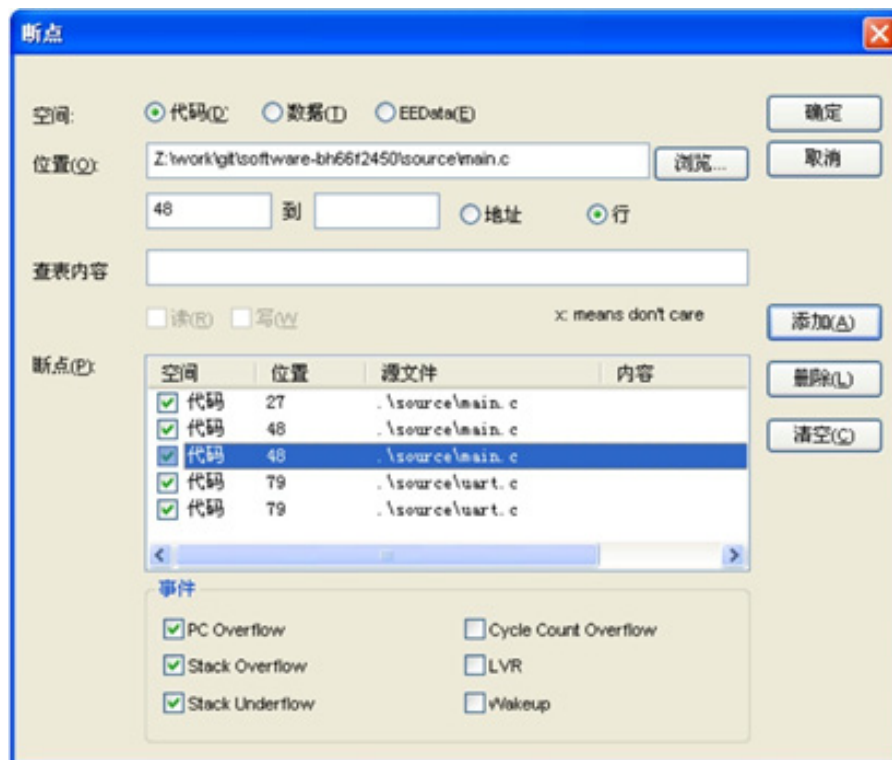 断点
空间: 代码(D) 数据(T) EEData(E) 确定
位置(O): Z:\work\git\software-bh66f2450\source\main.c 浏览... 取消
48 到 地址 行
查表内容
读(R) 写(W x: means don't care 添加(A)
断点(P):
空间 位置 源文件 内容 删除(L)
代码 27 .\source\main.c
代码 48 .\source\main.c 清空(C)
代码 48 .\source\main.c
代码 79 .\source\uart.c
代码 79 .\source\uart.c
事件
PC Overflow Cycle Count Overflow
Stack Overflow LVR
Stack Underflow Wakeup